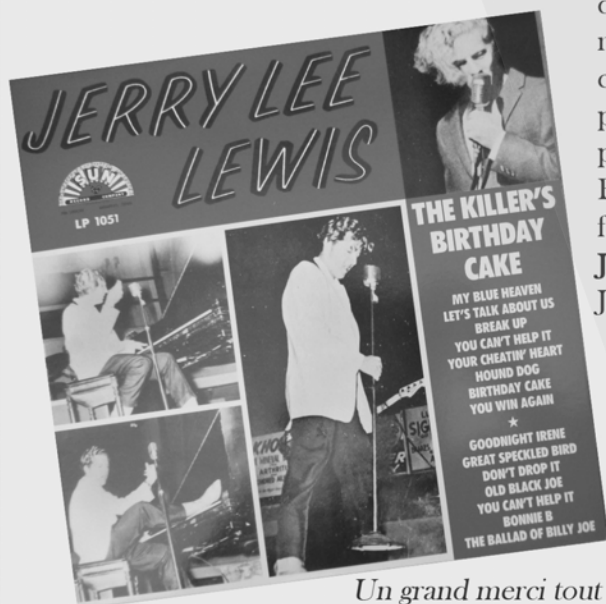 JERRY LEE
LEWIS
SUN
RECORD COMPANY
LP 1051
THE KILLER'S
BIRTHDAY
CAKE
MY BLUE HEAVEN
LET'S TALK ABOUT US
BREAK UP
YOU CAN'T HELP IT
YOUR CHEATIN' HEART
HOUND DOG
BIRTHDAY CAKE
YOU WIN AGAIN
★
GOODNIGHT IRENE
GREAT SPECKLED BIRD
DON'T DROP IT
OLD BLACK JOE
YOU CAN'T HELP IT
BONNIE B
THE BALLAD OF BILLY JOE
Un grand merci tout